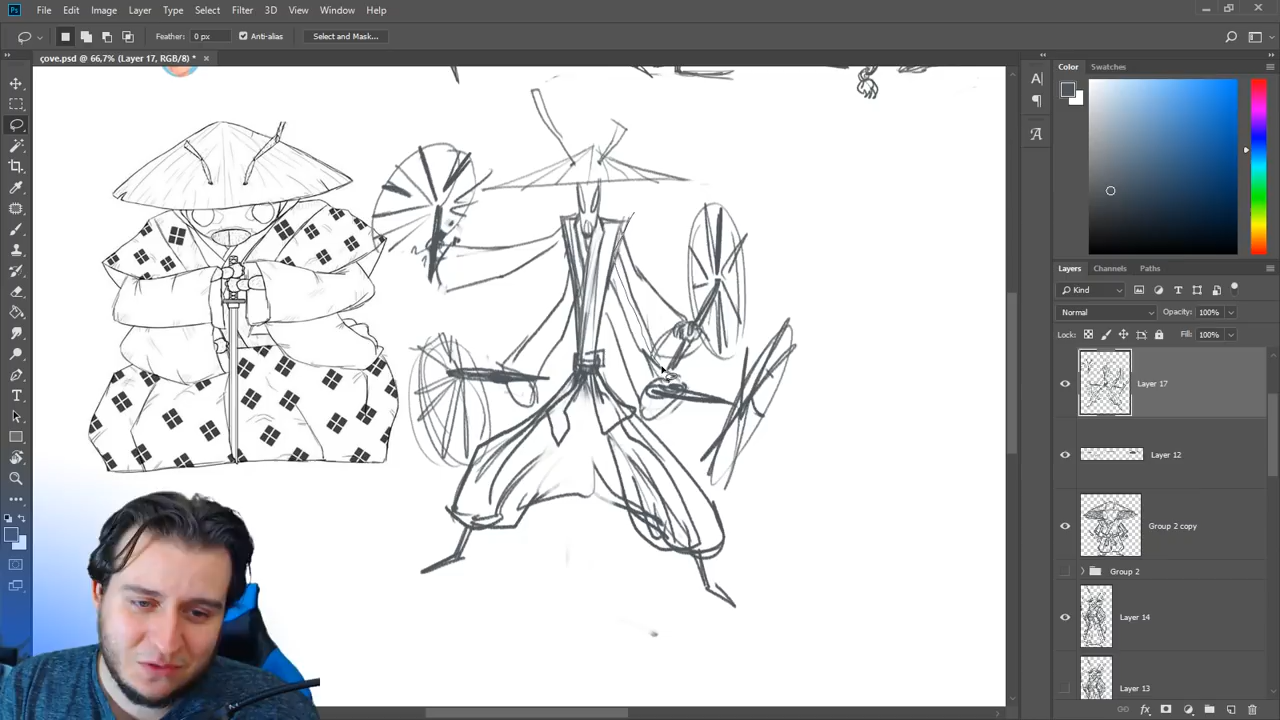 Ps File Edit Image Layer Type Select Filter 3D View Window Help
Feather: 0 px Anti-alias Select and Mask...
çove.psd @ 66,7% (Layer 17, RGB/8) *
Color Swatches
Layers Channels Paths
Kind
Normal Opacity: 100%
Lock: Fill: 100%
Layer 17
Layer 12
Group 2 copy
Group 2
Layer 14
Layer 13